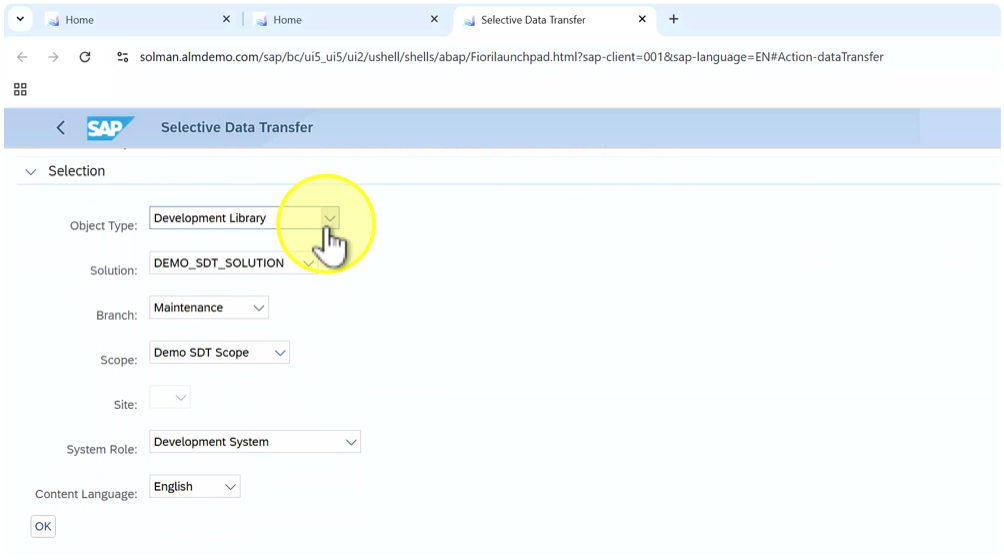 Home
Home
Selective Data Transfer
solman.almdemo.com/sap/bc/ui5_ui5/ui2/ushell/shells/abap/Fiorilaunchpad.html?sap-client=001&sap-language=EN#Action-dataTransfer
SAP Selective Data Transfer
Selection
Object Type: Development Library
Solution: DEMO_SDT_SOLUTION
Branch: Maintenance
Scope: Demo SDT Scope
Site:
System Role: Development System
Content Language: English
OK